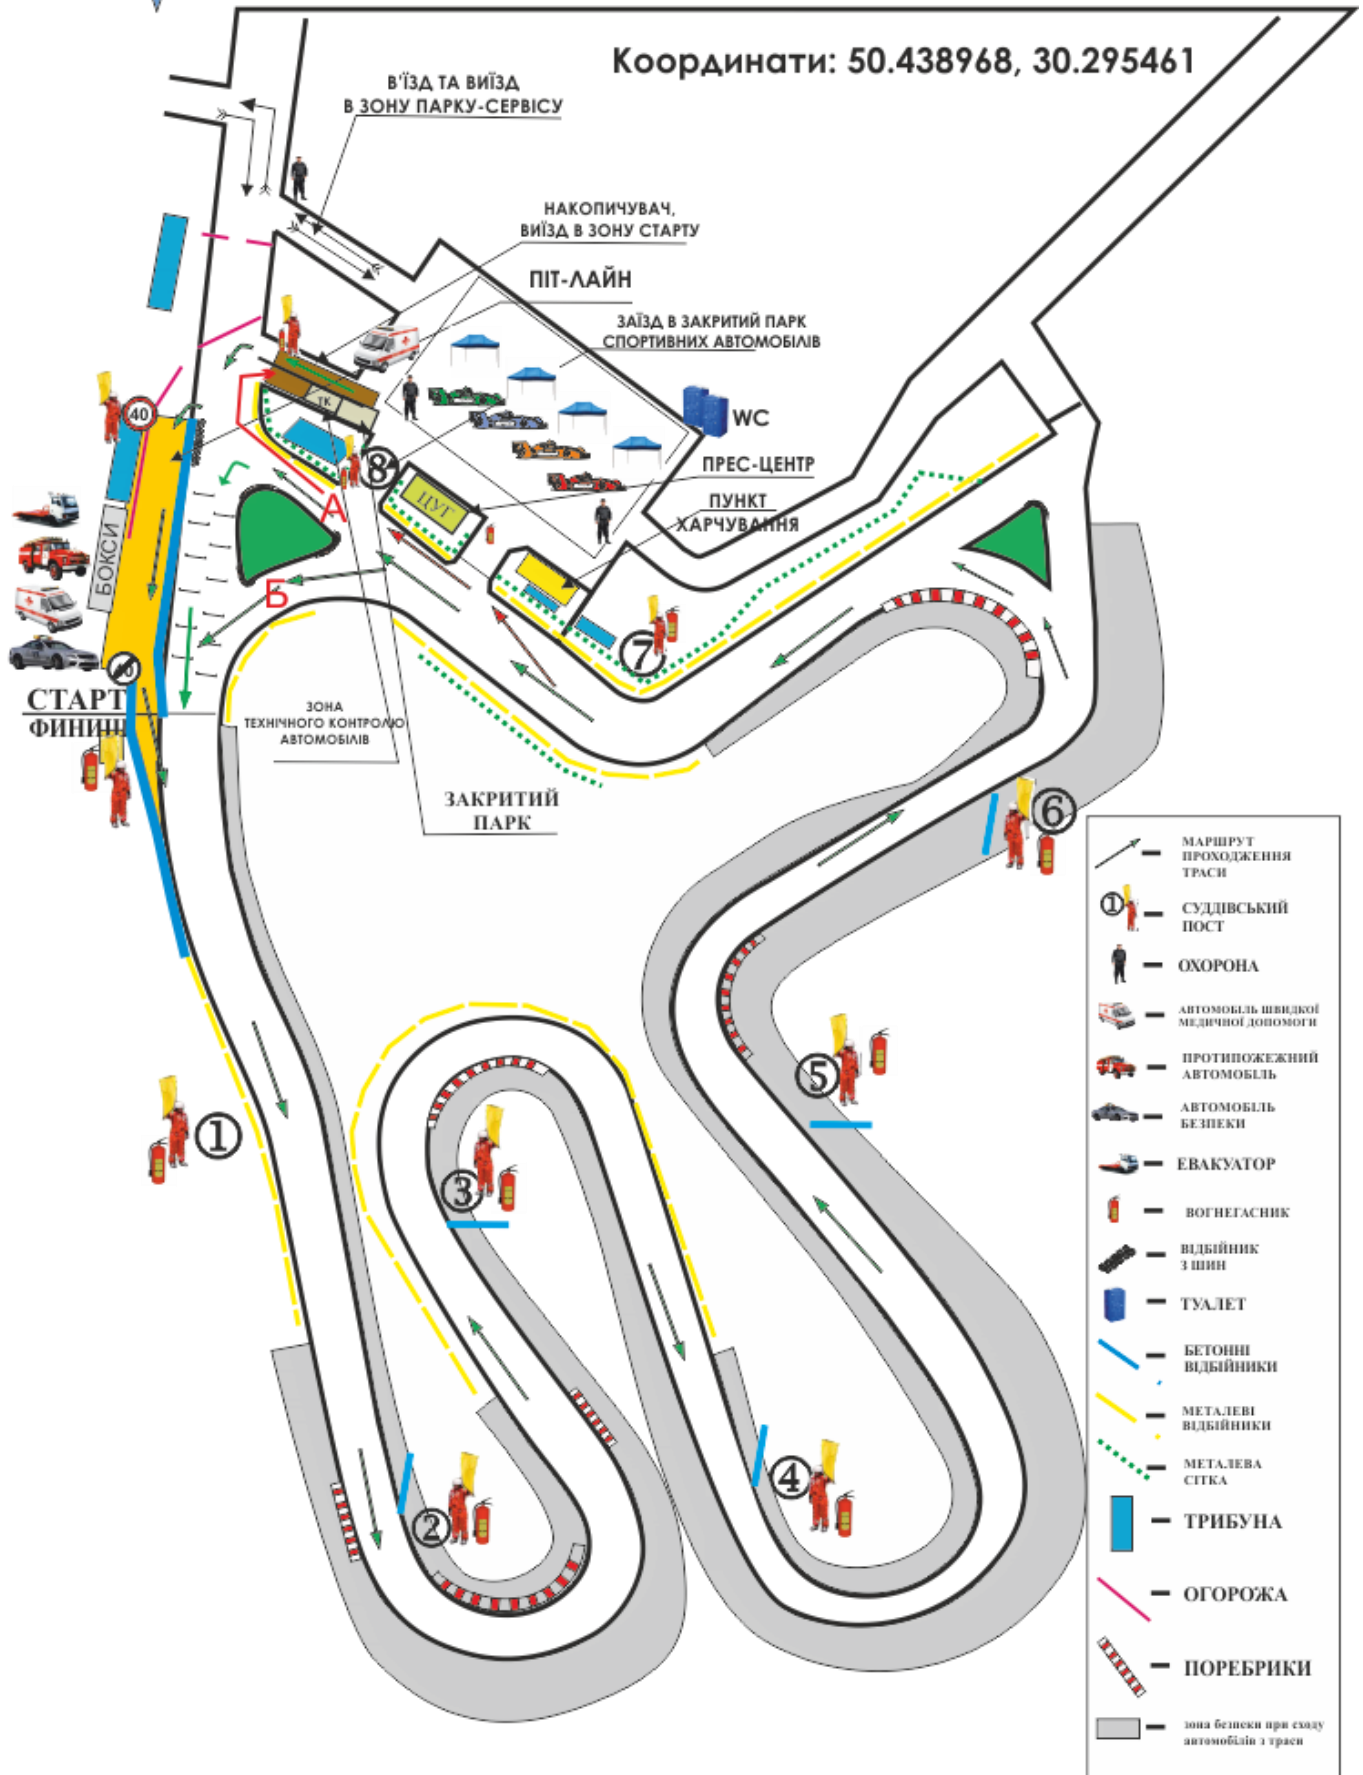 Координати: 50.438968, 30.295461
В'ЇЗД ТА ВИЇЗД
В ЗОНУ ПАРКУ-СЕРВІСУ
НАКОПИЧУВАЧ,
ВИЇЗД В ЗОНУ СТАРТУ
ПІТ-ЛАЙН
ЗАЇЗД В ЗАКРИТИЙ ПАРК
СПОРТИВНИХ АВТОМОБІЛІВ
WC
ТК
40
8
ПРЕС-ЦЕНТР
ЦУГ
ПУНКТ
ХАРЧУВАННЯ
А
БОКСИ
Б
7
СТАРТ
ФИНИШ
ЗОНА
ТЕХНІЧНОГО КОНТРОЛЮ
АВТОМОБІЛІВ
ЗАКРИТИЙ
ПАРК
6
5
1
3
4
2
МАРШРУТ
ПРОХОДЖЕННЯ
ТРАСИ
1
СУДДІВСЬКИЙ
ПОСТ
ОХОРОНА
АВТОМОБІЛЬ ШВИДКОЇ
МЕДИЧНОЇ ДОПОМОГИ
ПРОТИПОЖЕЖНИЙ
АВТОМОБІЛЬ
АВТОМОБІЛЬ
БЕЗПЕКИ
ЕВАКУАТОР
ВОГНЕГАСНИК
ВІДБІЙНИК
З ШИН
ТУАЛЕТ
БЕТОННІ
ВІДБІЙНИКИ
МЕТАЛЕВІ
ВІДБІЙНИКИ
МЕТАЛЕВА
СІТКА
ТРИБУНА
ОГОРОЖА
ПОРЕБРИКИ
зона безпеки при сходу
автомобілів з траси